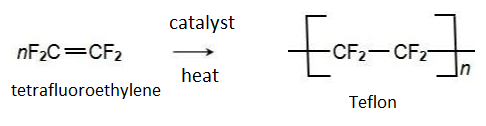 catalyst
nF₂C=CF₂
heat
CF₂—CF₂
n
tetrafluoroethylene
Teflon